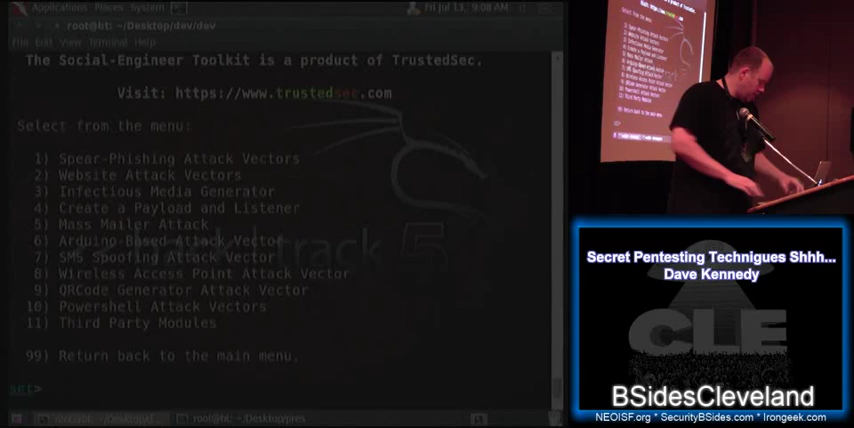 Applications Places System
Fri Jul 13, 9:08 AM
root@bt: ~/Desktop/dev/dev
File Edit View Terminal Help
The Social-Engineer Toolkit is a product of TrustedSec.
Visit: https://www.trustedsec.com
Select from the menu:
1) Spear-Phishing Attack Vectors
2) Website Attack Vectors
3) Infectious Media Generator
4) Create a Payload and Listener
5) Mass Mailer Attack
6) Arduino-Based Attack Vector
7) SMS Spoofing Attack Vector
8) Wireless Access Point Attack Vector
9) QRCode Generator Attack Vector
10) Powershell Attack Vectors
11) Third Party Modules
99) Return back to the main menu.
set>
root@bt: ~/Desktop/pres
Secret Pentesting Technigues Shhh...
Dave Kennedy
CLE
BSidesCleveland
NEOISF.org * SecurityBSides.com * Irongeek.com